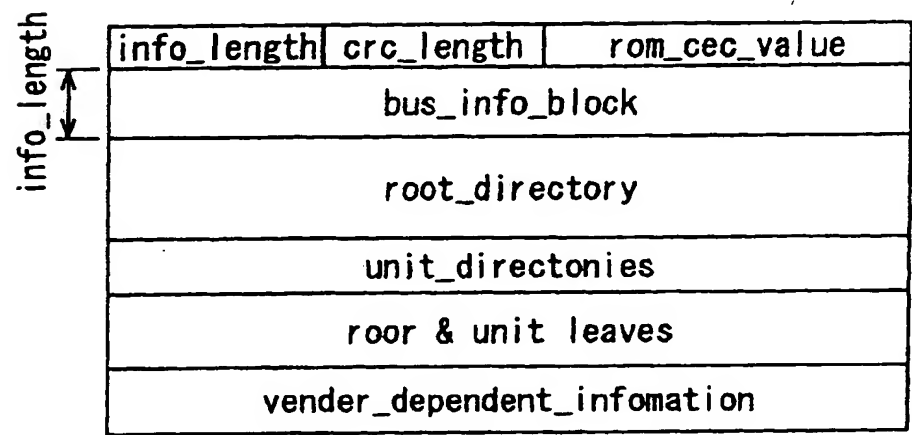 info_length
info_length crc_length rom_cec_value
bus_info_block
root_directory
unit_directonies
roor & unit leaves
vender_dependent_infomation